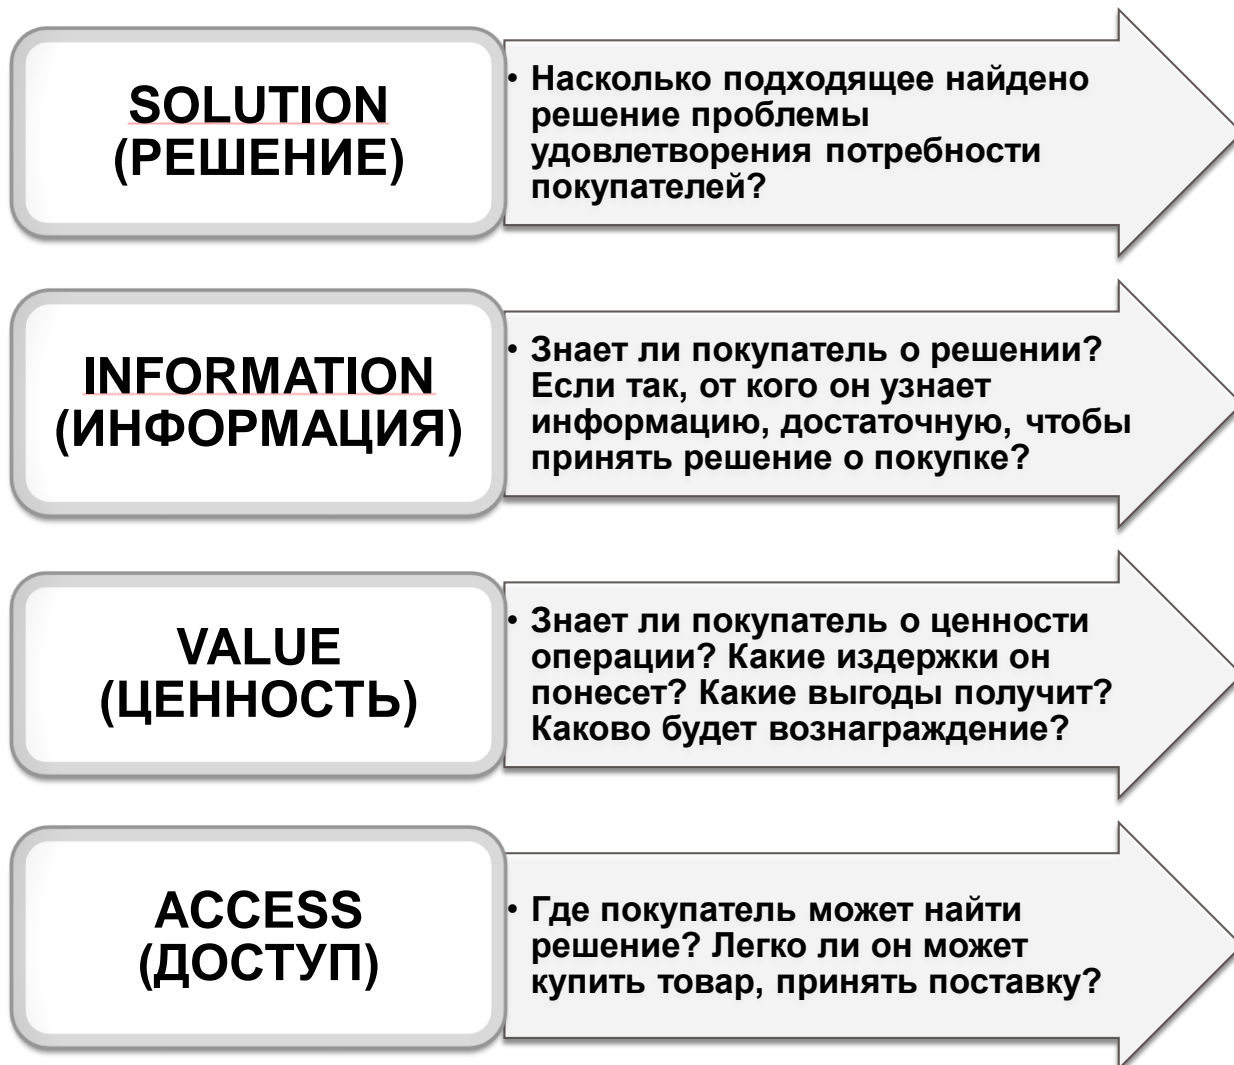 SOLUTION
(РЕШЕНИЕ)
• Насколько подходящее найдено
решение проблемы
удовлетворения потребности
покупателей?
INFORMATION
(ИНФОРМАЦИЯ)
• Знает ли покупатель о решении?
Если так, от кого он узнает
информацию, достаточную, чтобы
принять решение о покупке?
VALUE
(ЦЕННОСТЬ)
• Знает ли покупатель о ценности
операции? Какие издержки он
понесет? Какие выгоды получит?
Каково будет вознаграждение?
ACCESS
(ДОСТУП)
• Где покупатель может найти
решение? Легко ли он может
купить товар, принять поставку?